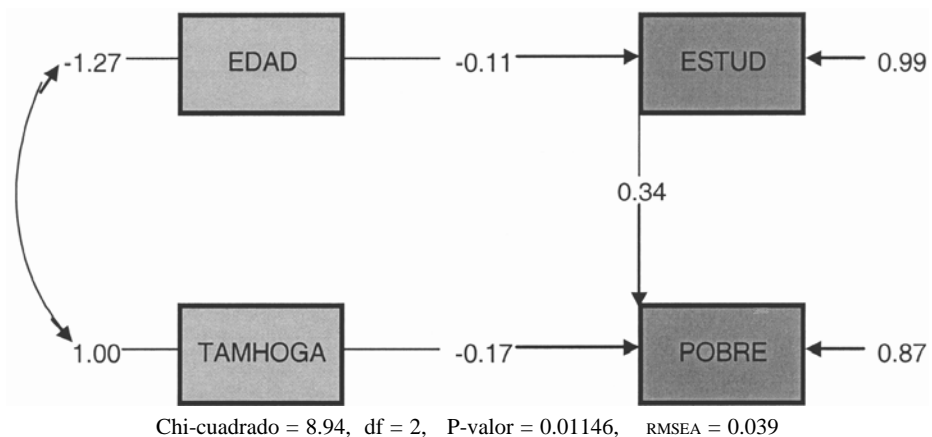 -1.27 EDAD -0.11 ESTUD 0.99
0.34
1.00 TAMHOGA -0.17 POBRE 0.87
Chi-cuadrado = 8.94, df = 2, P-valor = 0.01146, RMSEA = 0.039